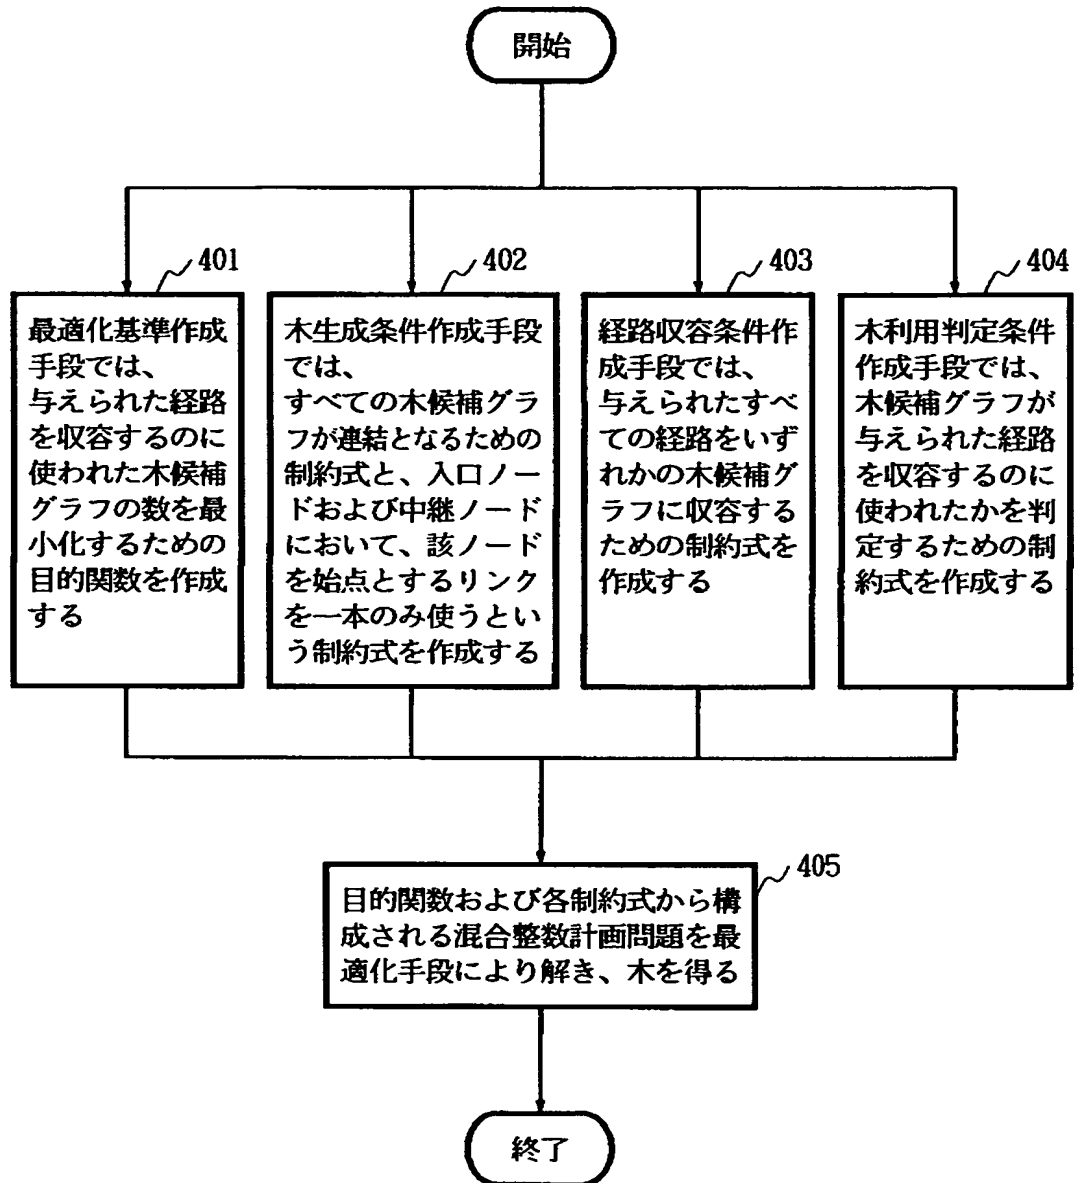 開始
401
最適化基準作成
手段では、
与えられた経路
を収容するのに
使われた木候補
グラフの数を最
小化するための
目的関数を作成
する
402
木生成条件作成手段
では、
すべての木候補グラ
フが連結となるための
制約式と、入口ノー
ドおよび中継ノード
において、該ノード
を始点とするリンク
を一本のみ使うとい
う制約式を作成する
403
経路収容条件作
成手段では、
与えられたすべ
ての経路をいず
れかの木候補グ
ラフに収容する
ための制約式を
作成する
404
木利用判定条件
作成手段では、
木候補グラフが
与えられた経路
を収容するのに
使われたかを判
定するための制
約式を作成する
405
目的関数および各制約式から構
成される混合整数計画問題を最
適化手段により解き、木を得る
終了